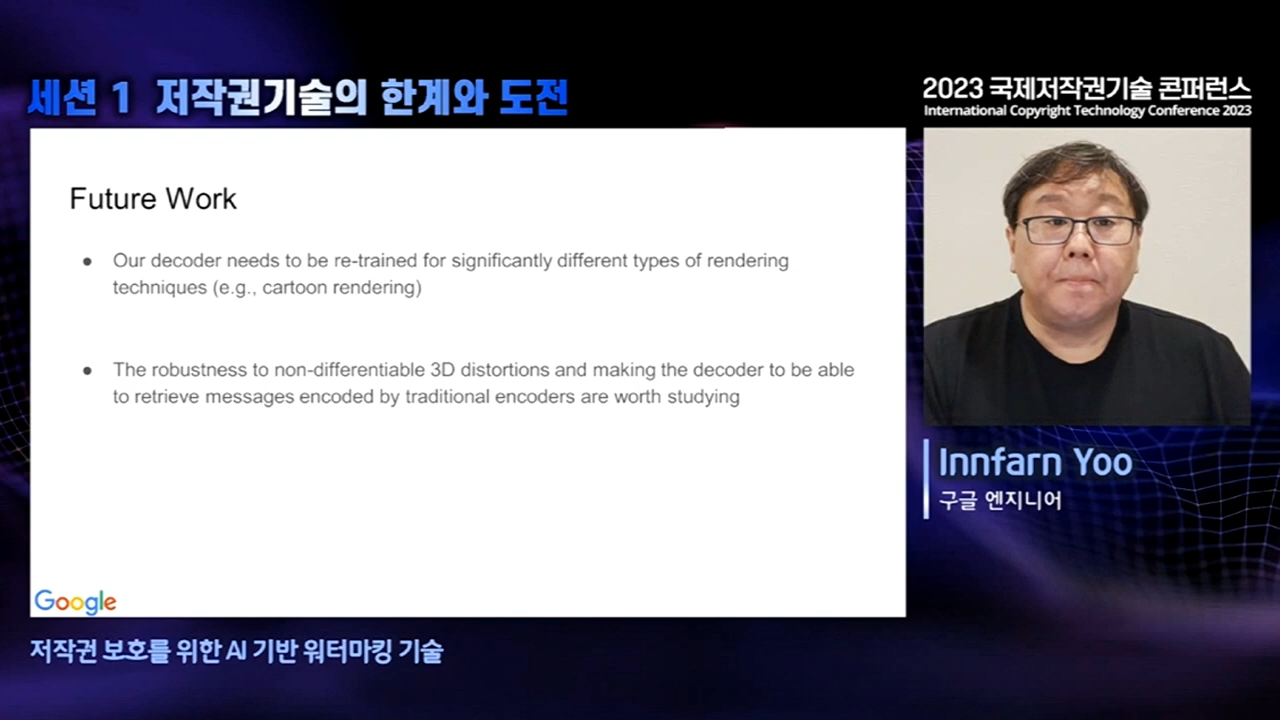 세션 1 저작권기술의 한계와 도전
2023 국제저작권기술 콘퍼런스
International Copyright Technology Conference 2023
Future Work
● Our decoder needs to be re-trained for significantly different types of rendering
techniques (e.g., cartoon rendering)
● The robustness to non-differentiable 3D distortions and making the decoder to be able
to retrieve messages encoded by traditional encoders are worth studying
Google
Innfarn Yoo
구글 엔지니어
저작권 보호를 위한 AI 기반 워터마킹 기술